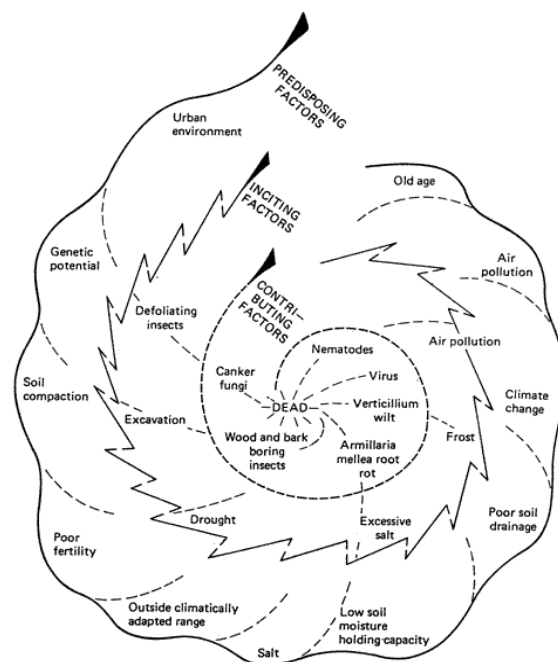 PREDISPOSING
FACTORS
Urban
environment
INCITING
FACTORS
Old age
Genetic
potential
CONTRI-
BUTING
FACTORS
Air
pollution
Defoliating
insects
Nematodes
Air pollution
Canker
fungi
Virus
Soil
compaction
DEAD
Verticillium
wilt
Climate
change
Excavation
Wood and bark
boring
insects
Armillaria
mellea root
rot
Frost
Drought
Excessive
salt
Poor soil
drainage
Poor
fertility
Outside climatically
adapted range
Low soil
moisture
holding capacity
Salt